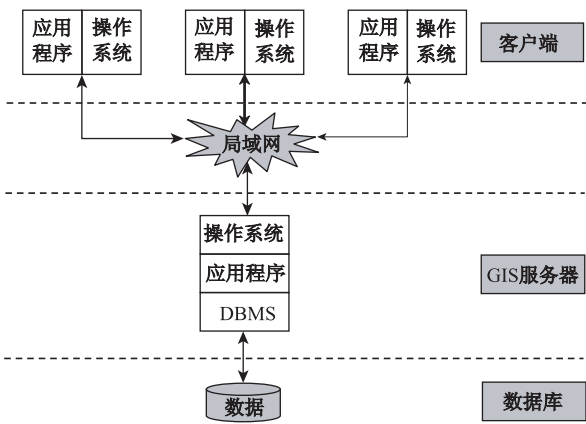 应用程序
操作系统
应用程序
操作系统
应用程序
操作系统
客户端
局域网
操作系统
应用程序
DBMS
GIS服务器
数据
数据库